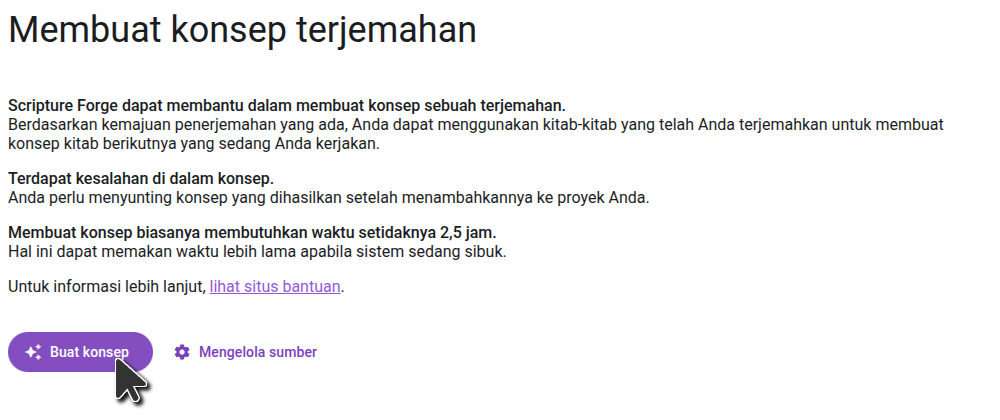 Membuat konsep terjemahan
Scripture Forge dapat membantu dalam membuat konsep sebuah terjemahan.
Berdasarkan kemajuan penerjemahan yang ada, Anda dapat menggunakan kitab-kitab yang telah Anda terjemahkan untuk membuat
konsep kitab berikutnya yang sedang Anda kerjakan.
Terdapat kesalahan di dalam konsep.
Anda perlu menyunting konsep yang dihasilkan setelah menambahkannya ke proyek Anda.
Membuat konsep biasanya membutuhkan waktu setidaknya 2,5 jam.
Hal ini dapat memakan waktu lebih lama apabila sistem sedang sibuk.
Untuk informasi lebih lanjut, lihat situs bantuan.
Buat konsep Mengelola sumber